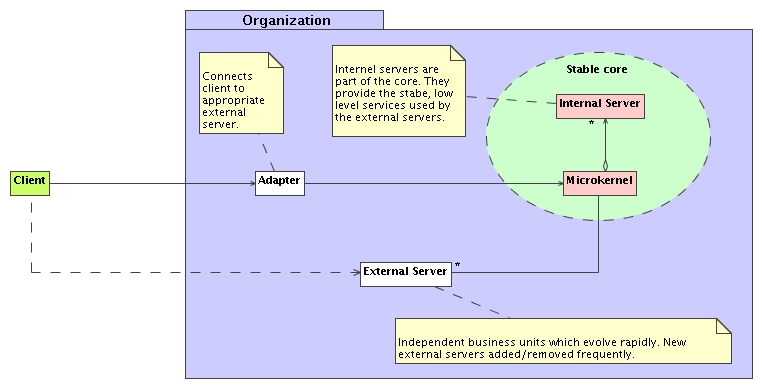 Organization
Connects
client to
appropriate
external
server.
Internel servers are
part of the core. They
provide the stabe, low
level services used by
the external servers.
Stable core
Internal Server
*
Client
Adapter
Microkernel
External Server
*
Independent business units which evolve rapidly. New
external servers added/removed frequently.